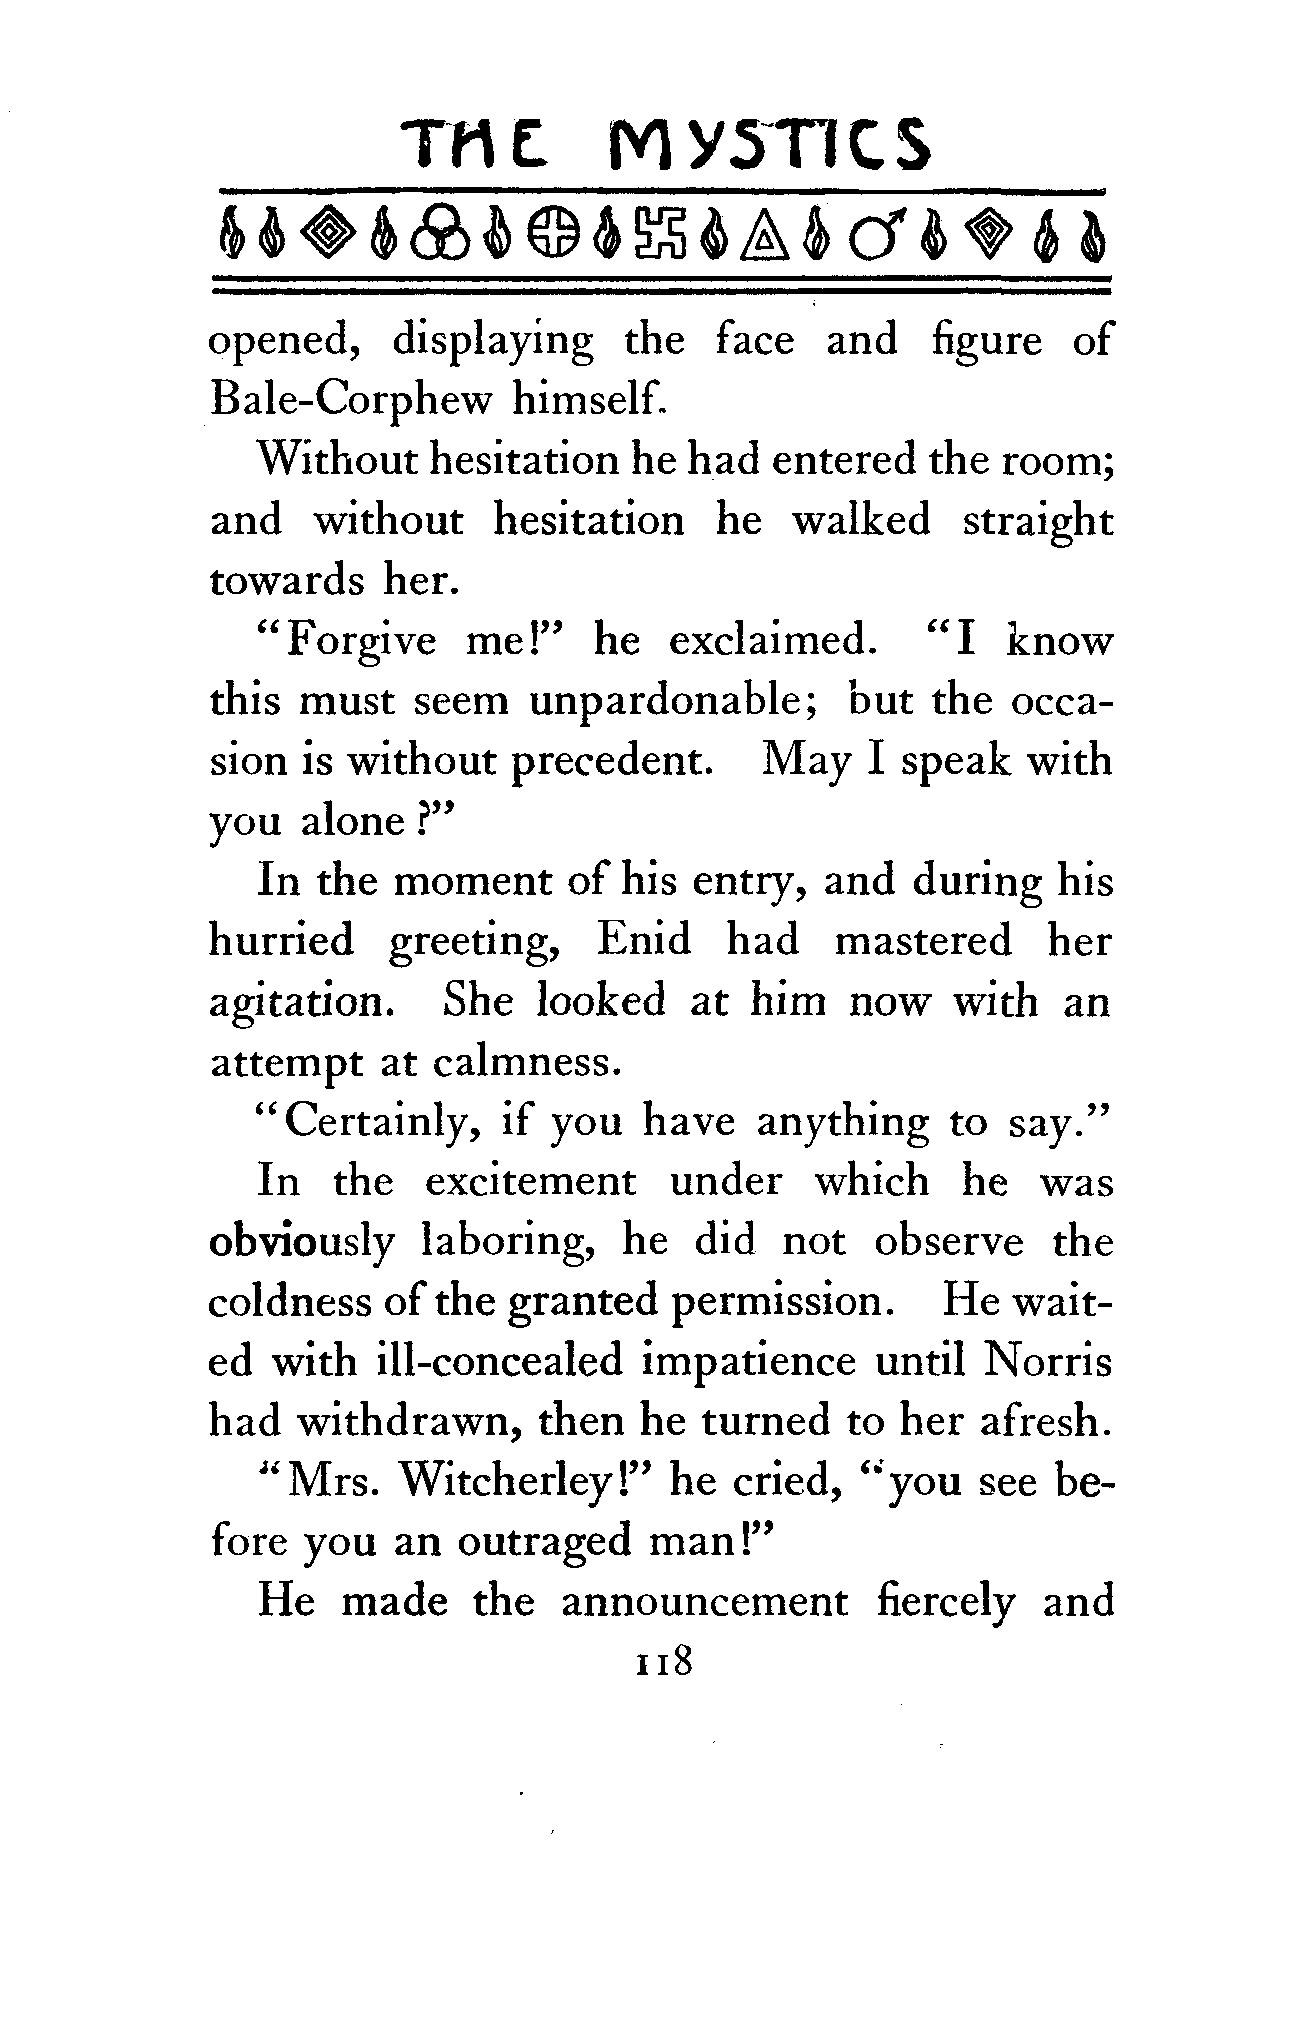 THE MYSTICS
opened, displaying the face and figure of
Bale-Corphew himself.
Without hesitation he had entered the room;
and without hesitation he walked straight
towards her.
“Forgive me!” he exclaimed. “I know
this must seem unpardonable; but the occa-
sion is without precedent. May I speak with
you alone?”
In the moment of his entry, and during his
hurried greeting, Enid had mastered her
agitation. She looked at him now with an
attempt at calmness.
“Certainly, if you have anything to say.”
In the excitement under which he was
obviously laboring, he did not observe the
coldness of the granted permission. He wait-
ed with ill-concealed impatience until Norris
had withdrawn, then he turned to her afresh.
“Mrs. Witcherley!” he cried, “you see be-
fore you an outraged man!”
He made the announcement fiercely and
118